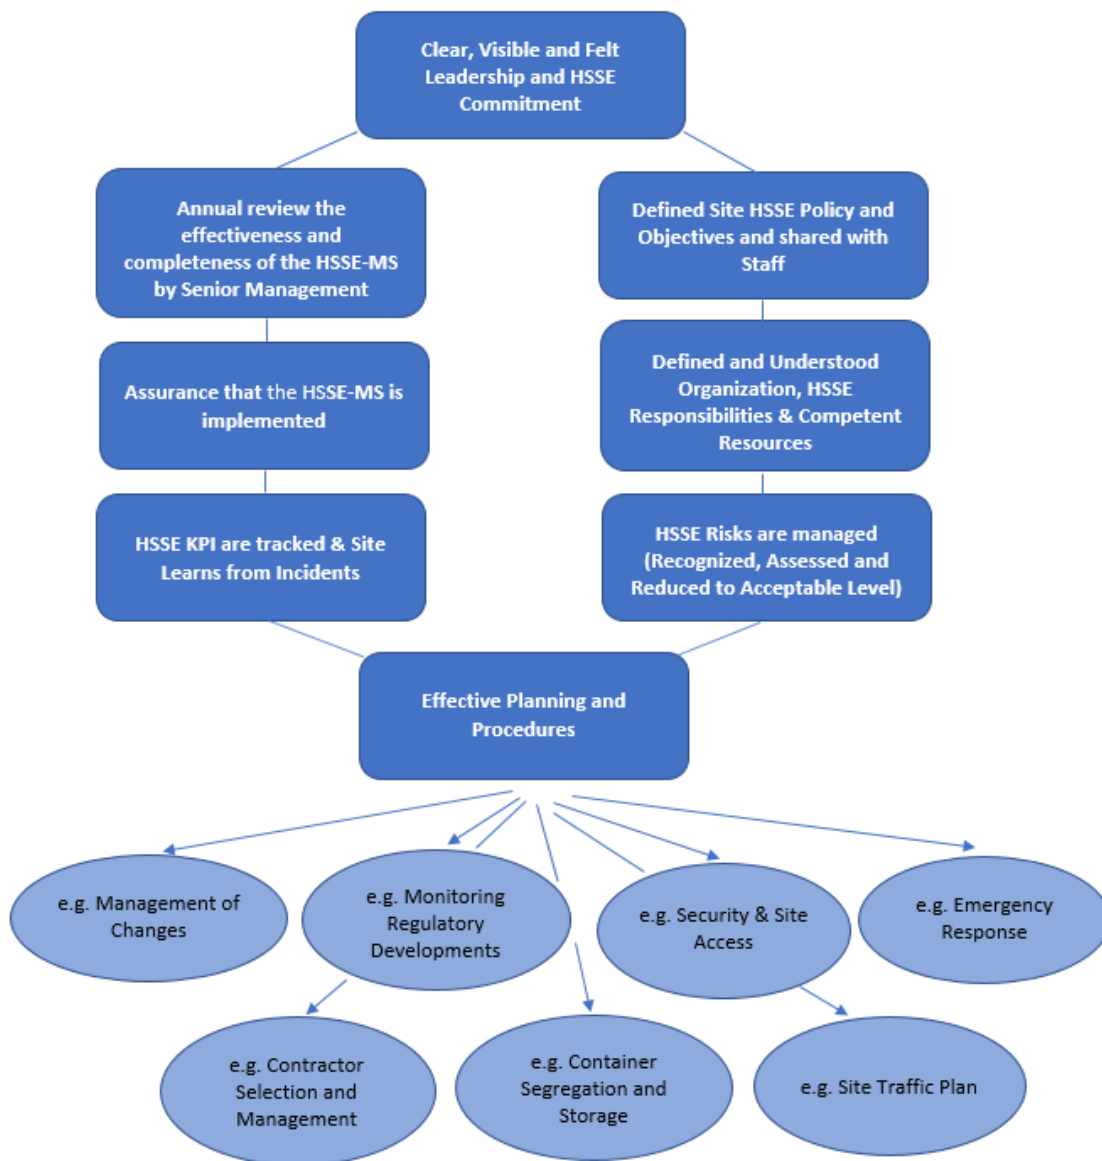 Clear, Visible and Felt
Leadership and HSSE
Commitment
Annual review the
effectiveness and
completeness of the HSSE-MS
by Senior Management
Defined Site HSSE Policy and
Objectives and shared with
Staff
Assurance that the HSSE-MS is
implemented
Defined and Understood
Organization, HSSE
Responsibilities & Competent
Resources
HSSE KPI are tracked & Site
Learns from Incidents
HSSE Risks are managed
(Recognized, Assessed and
Reduced to Acceptable Level)
Effective Planning and
Procedures
e.g. Management of
Changes
e.g. Monitoring
Regulatory
Developments
e.g. Security & Site
Access
e.g. Emergency
Response
e.g. Contractor
Selection and
Management
e.g. Container
Segregation and
Storage
e.g. Site Traffic Plan